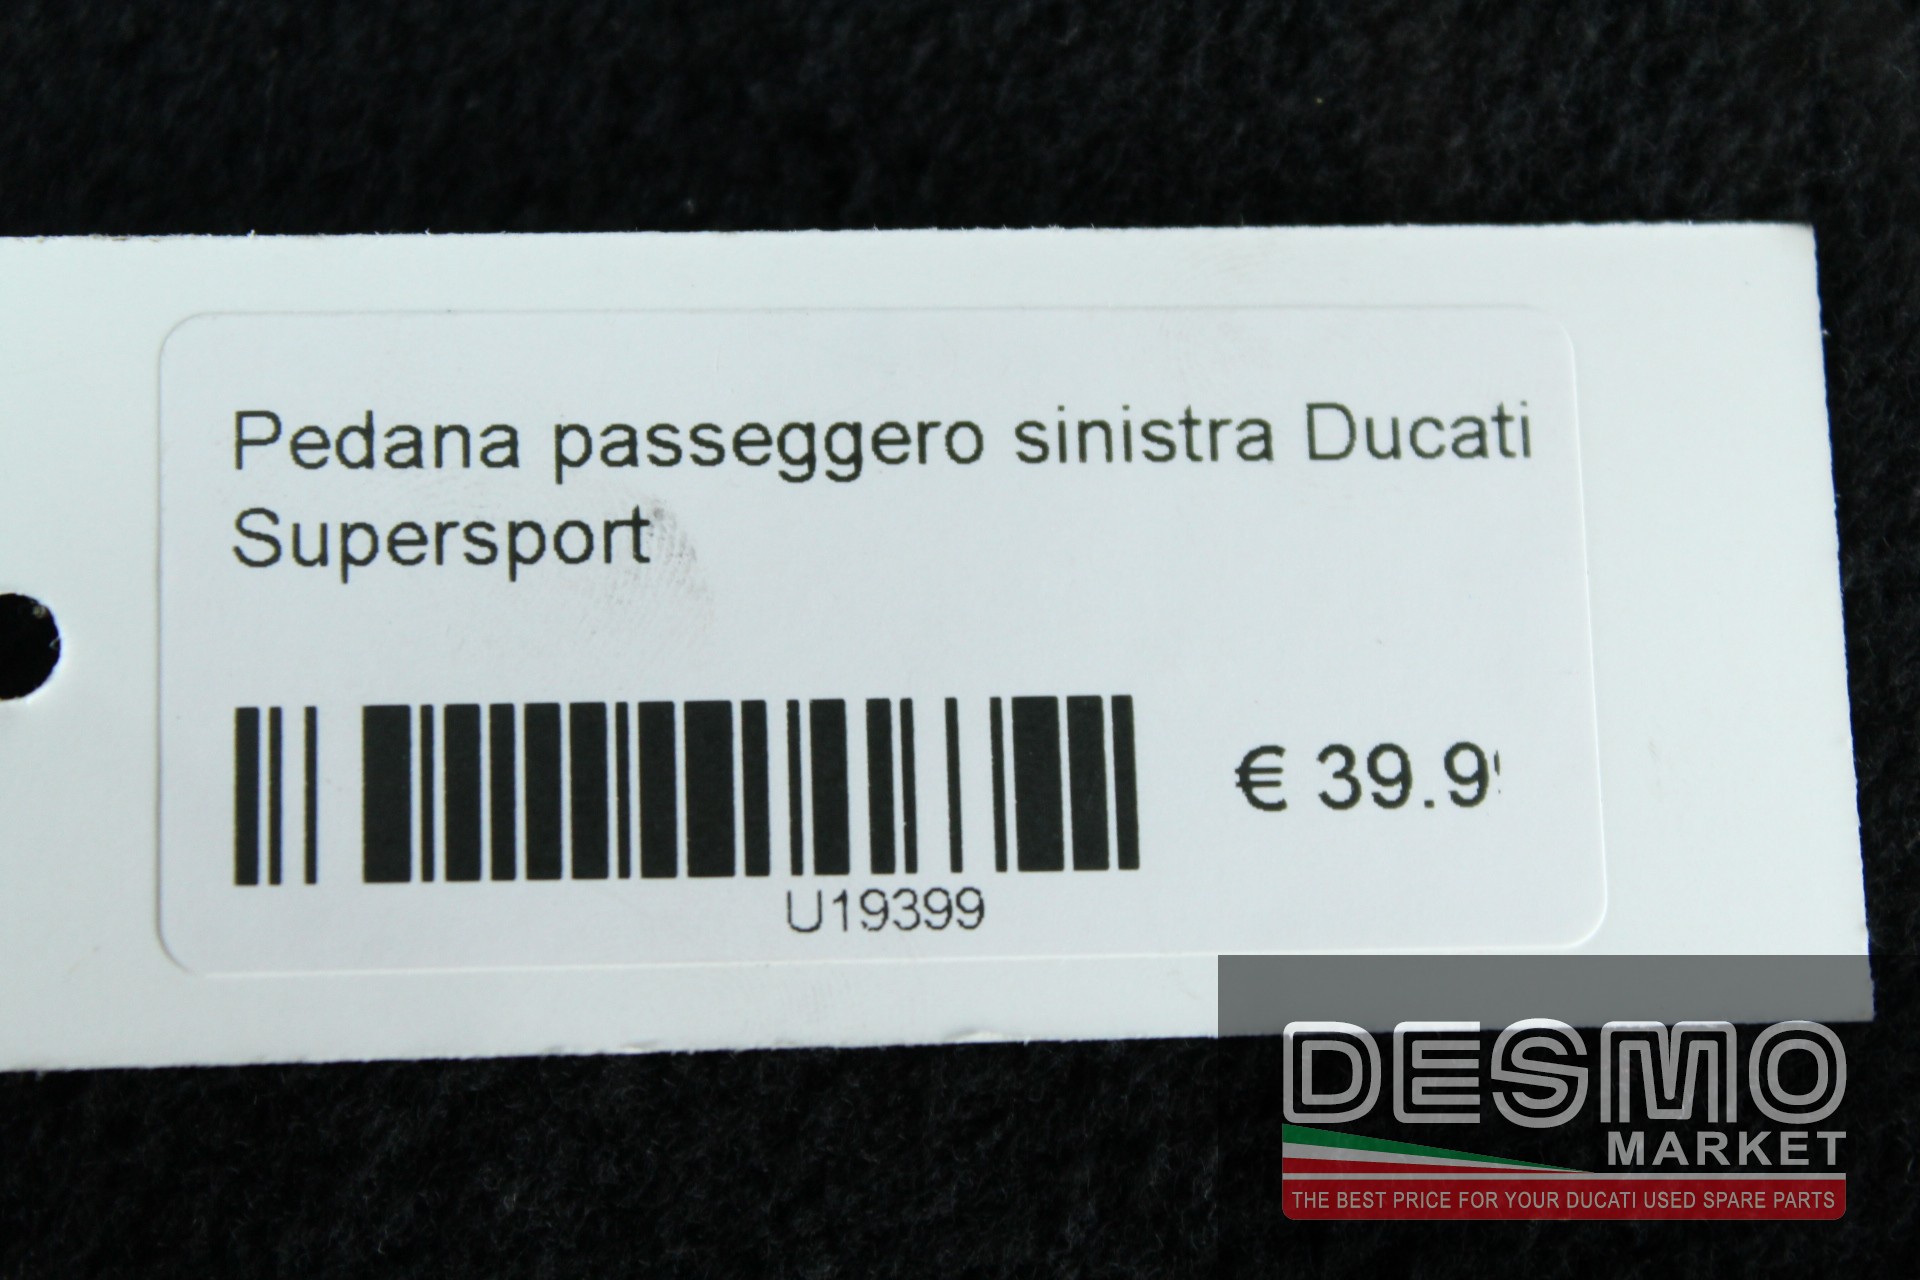 Pedana passeggero sinistra Ducati
Supersport
€ 39.9
U19399
DESMO
MARKET
THE BEST PRICE FOR YOUR DUCATI USED SPARE PARTS